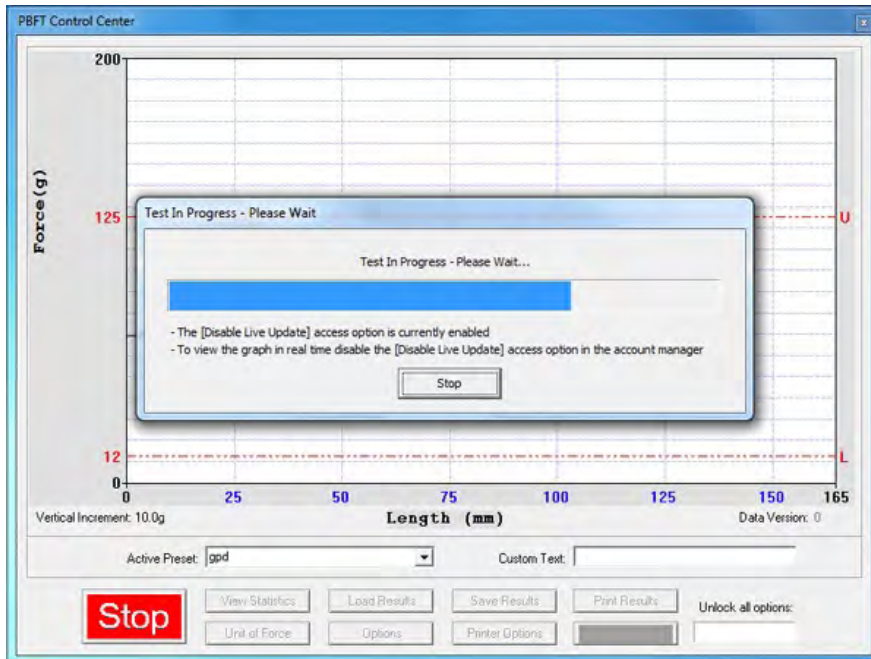 PBFT Control Center
x
200
Force(g)
125
U
Test In Progress - Please Wait
Test In Progress - Please Wait...
- The [Disable Live Update] access option is currently enabled
- To view the graph in real time disable the [Disable Live Update] access option in the account manager
Stop
12
L
0
0 25 50 75 100 125 150 165
Vertical Increment: 10.0g
Length (mm)
Data Version: 0
Active Preset: gpd
Custom Text:
Stop
View Statistics Load Results Save Results Print Results
Unlock all options:
Unit of Force Options Printer Options